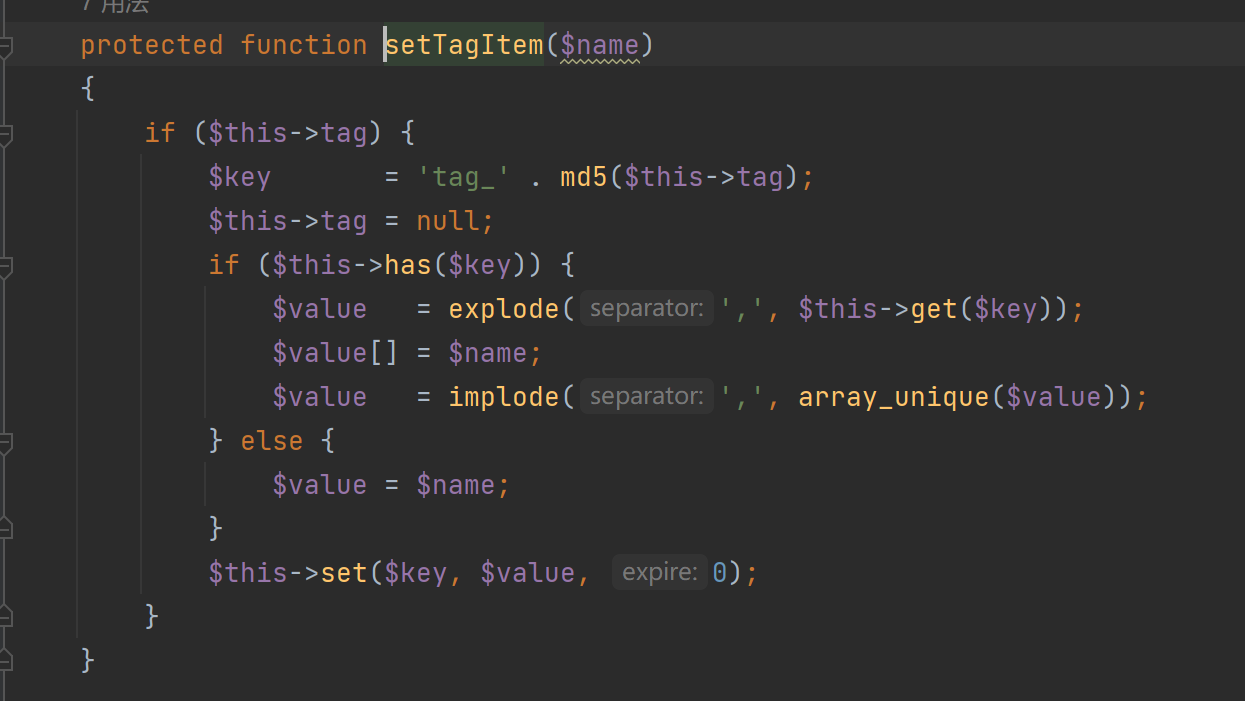 7 用法
protected function setTagItem($name)
{
if ($this->tag) {
$key = 'tag_' . md5($this->tag);
$this->tag = null;
if ($this->has($key)) {
$value = explode( separator: ',', $this->get($key));
$value[] = $name;
$value = implode( separator: ',', array_unique($value));
} else {
$value = $name;
}
$this->set($key, $value, expire: 0);
}
}